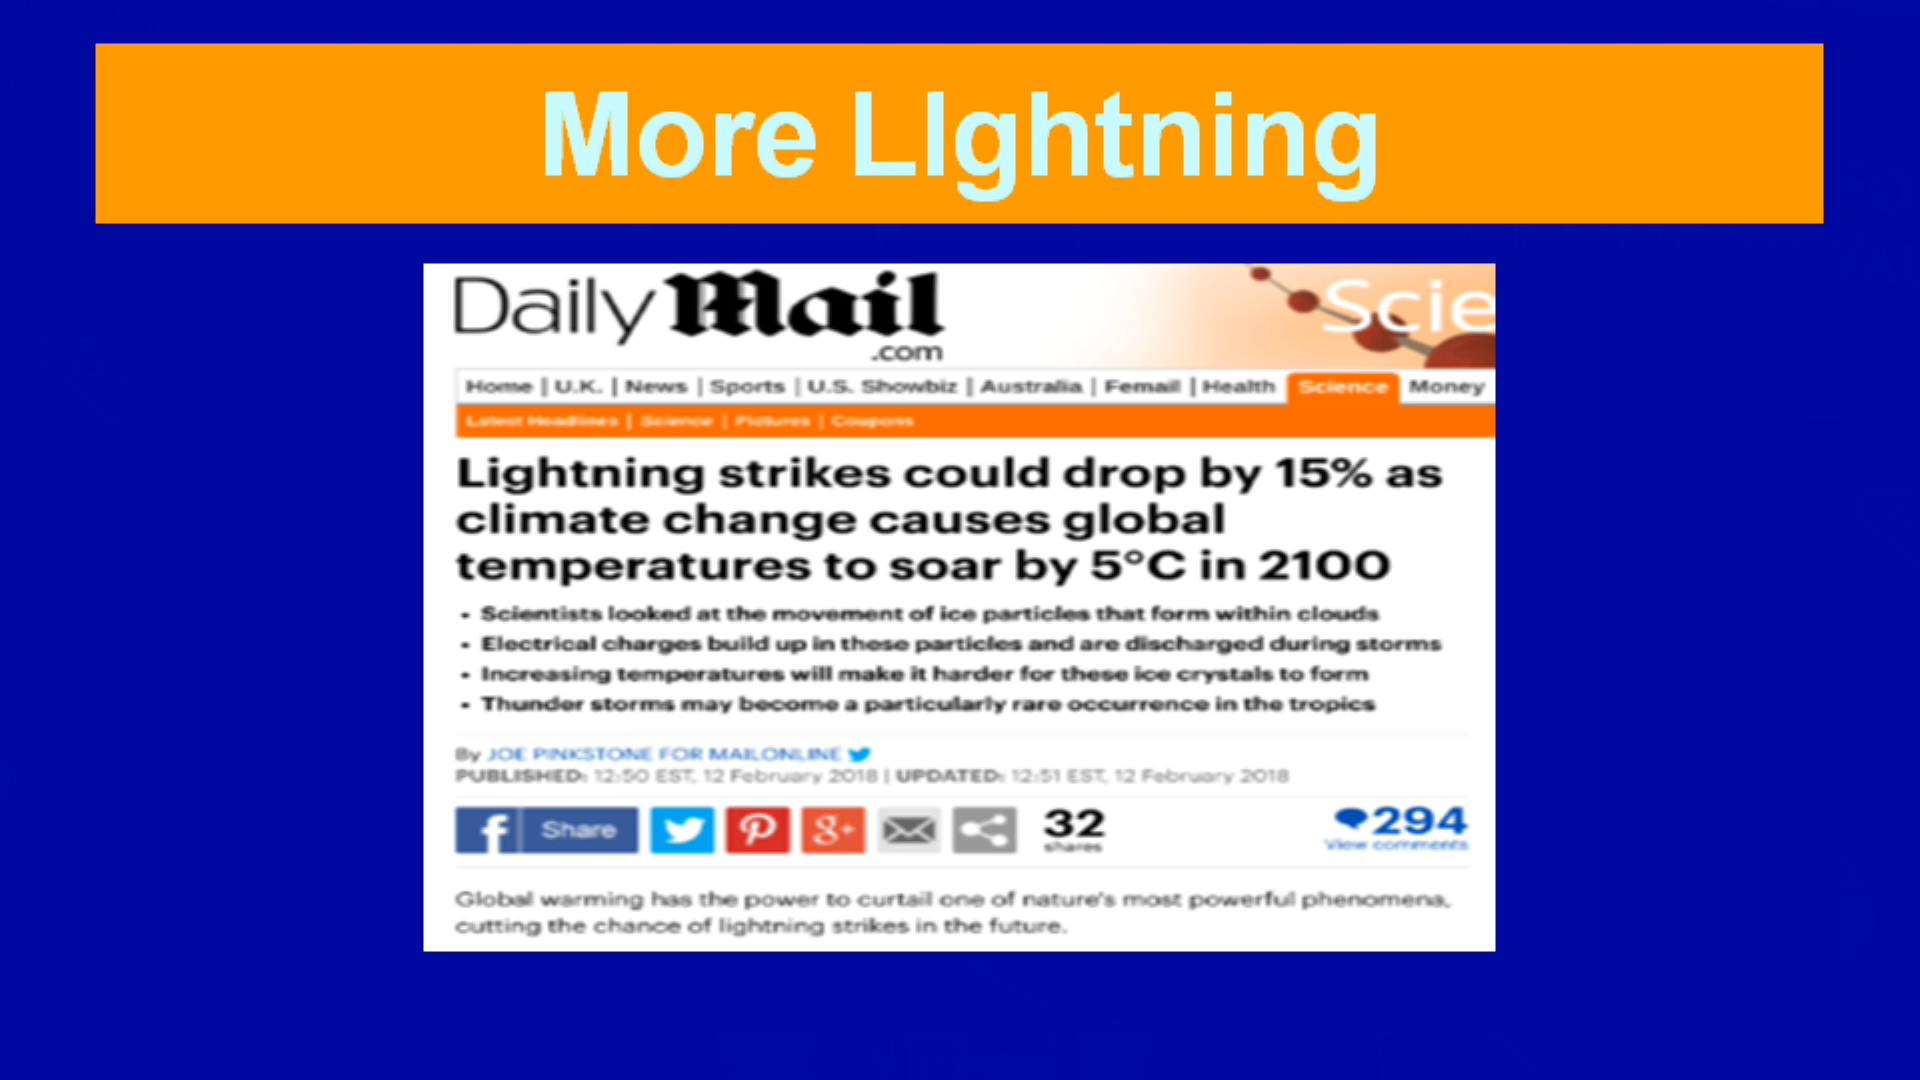 More LIghtning
Daily Mail
.com
Scie
Home | U.K. | News | Sports | U.S. Showbiz | Australia | Femail | Health Science Money
Latest Headlines | Science | Pictures | Coupons
Lightning strikes could drop by 15% as
climate change causes global
temperatures to soar by 5°C in 2100
• Scientists looked at the movement of ice particles that form within clouds
• Electrical charges build up in these particles and are discharged during storms
• Increasing temperatures will make it harder for these ice crystals to form
• Thunder storms may become a particularly rare occurrence in the tropics
By JOE PINKSTONE FOR MAILONLINE
PUBLISHED: 12:50 EST, 12 February 2018 | UPDATED: 12:51 EST, 12 February 2018
f Share 8+ 32 294
shares View comments
Global warming has the power to curtail one of nature's most powerful phenomena,
cutting the chance of lightning strikes in the future.